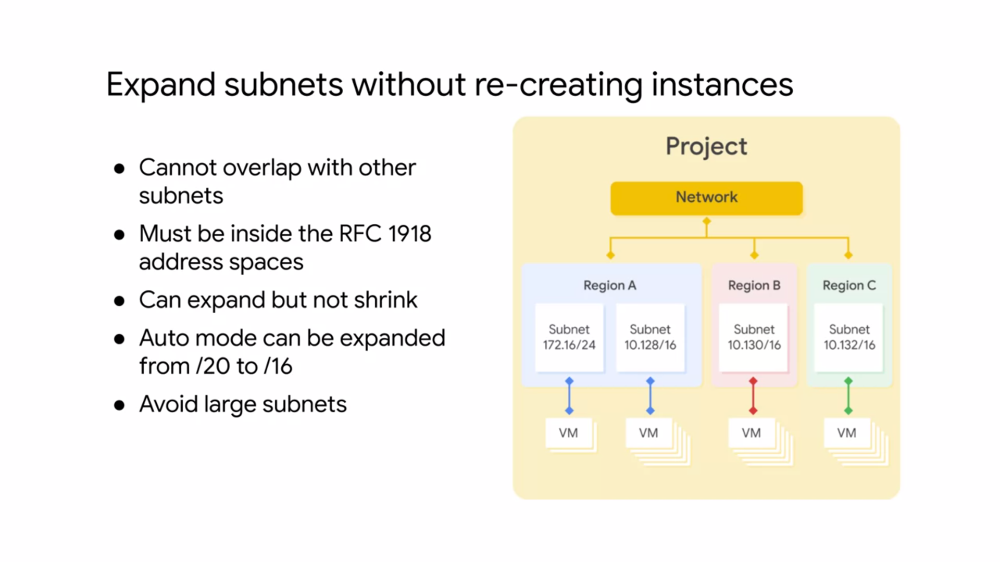 Expand subnets without re-creating instances
● Cannot overlap with other
subnets
● Must be inside the RFC 1918
address spaces
● Can expand but not shrink
● Auto mode can be expanded
from /20 to /16
● Avoid large subnets
Project
Network
Region A
Subnet
172.16/24
Subnet
10.128/16
Region B
Subnet
10.130/16
Region C
Subnet
10.132/16
VM
VM
VM
VM